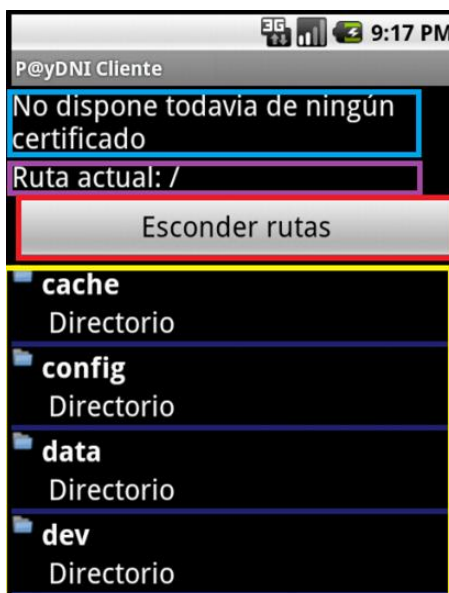 3G 9:17 PM
P@yDNI Cliente
No dispone todavia de ningún
certificado
Ruta actual: /
Esconder rutas
cache
Directorio
config
Directorio
data
Directorio
dev
Directorio